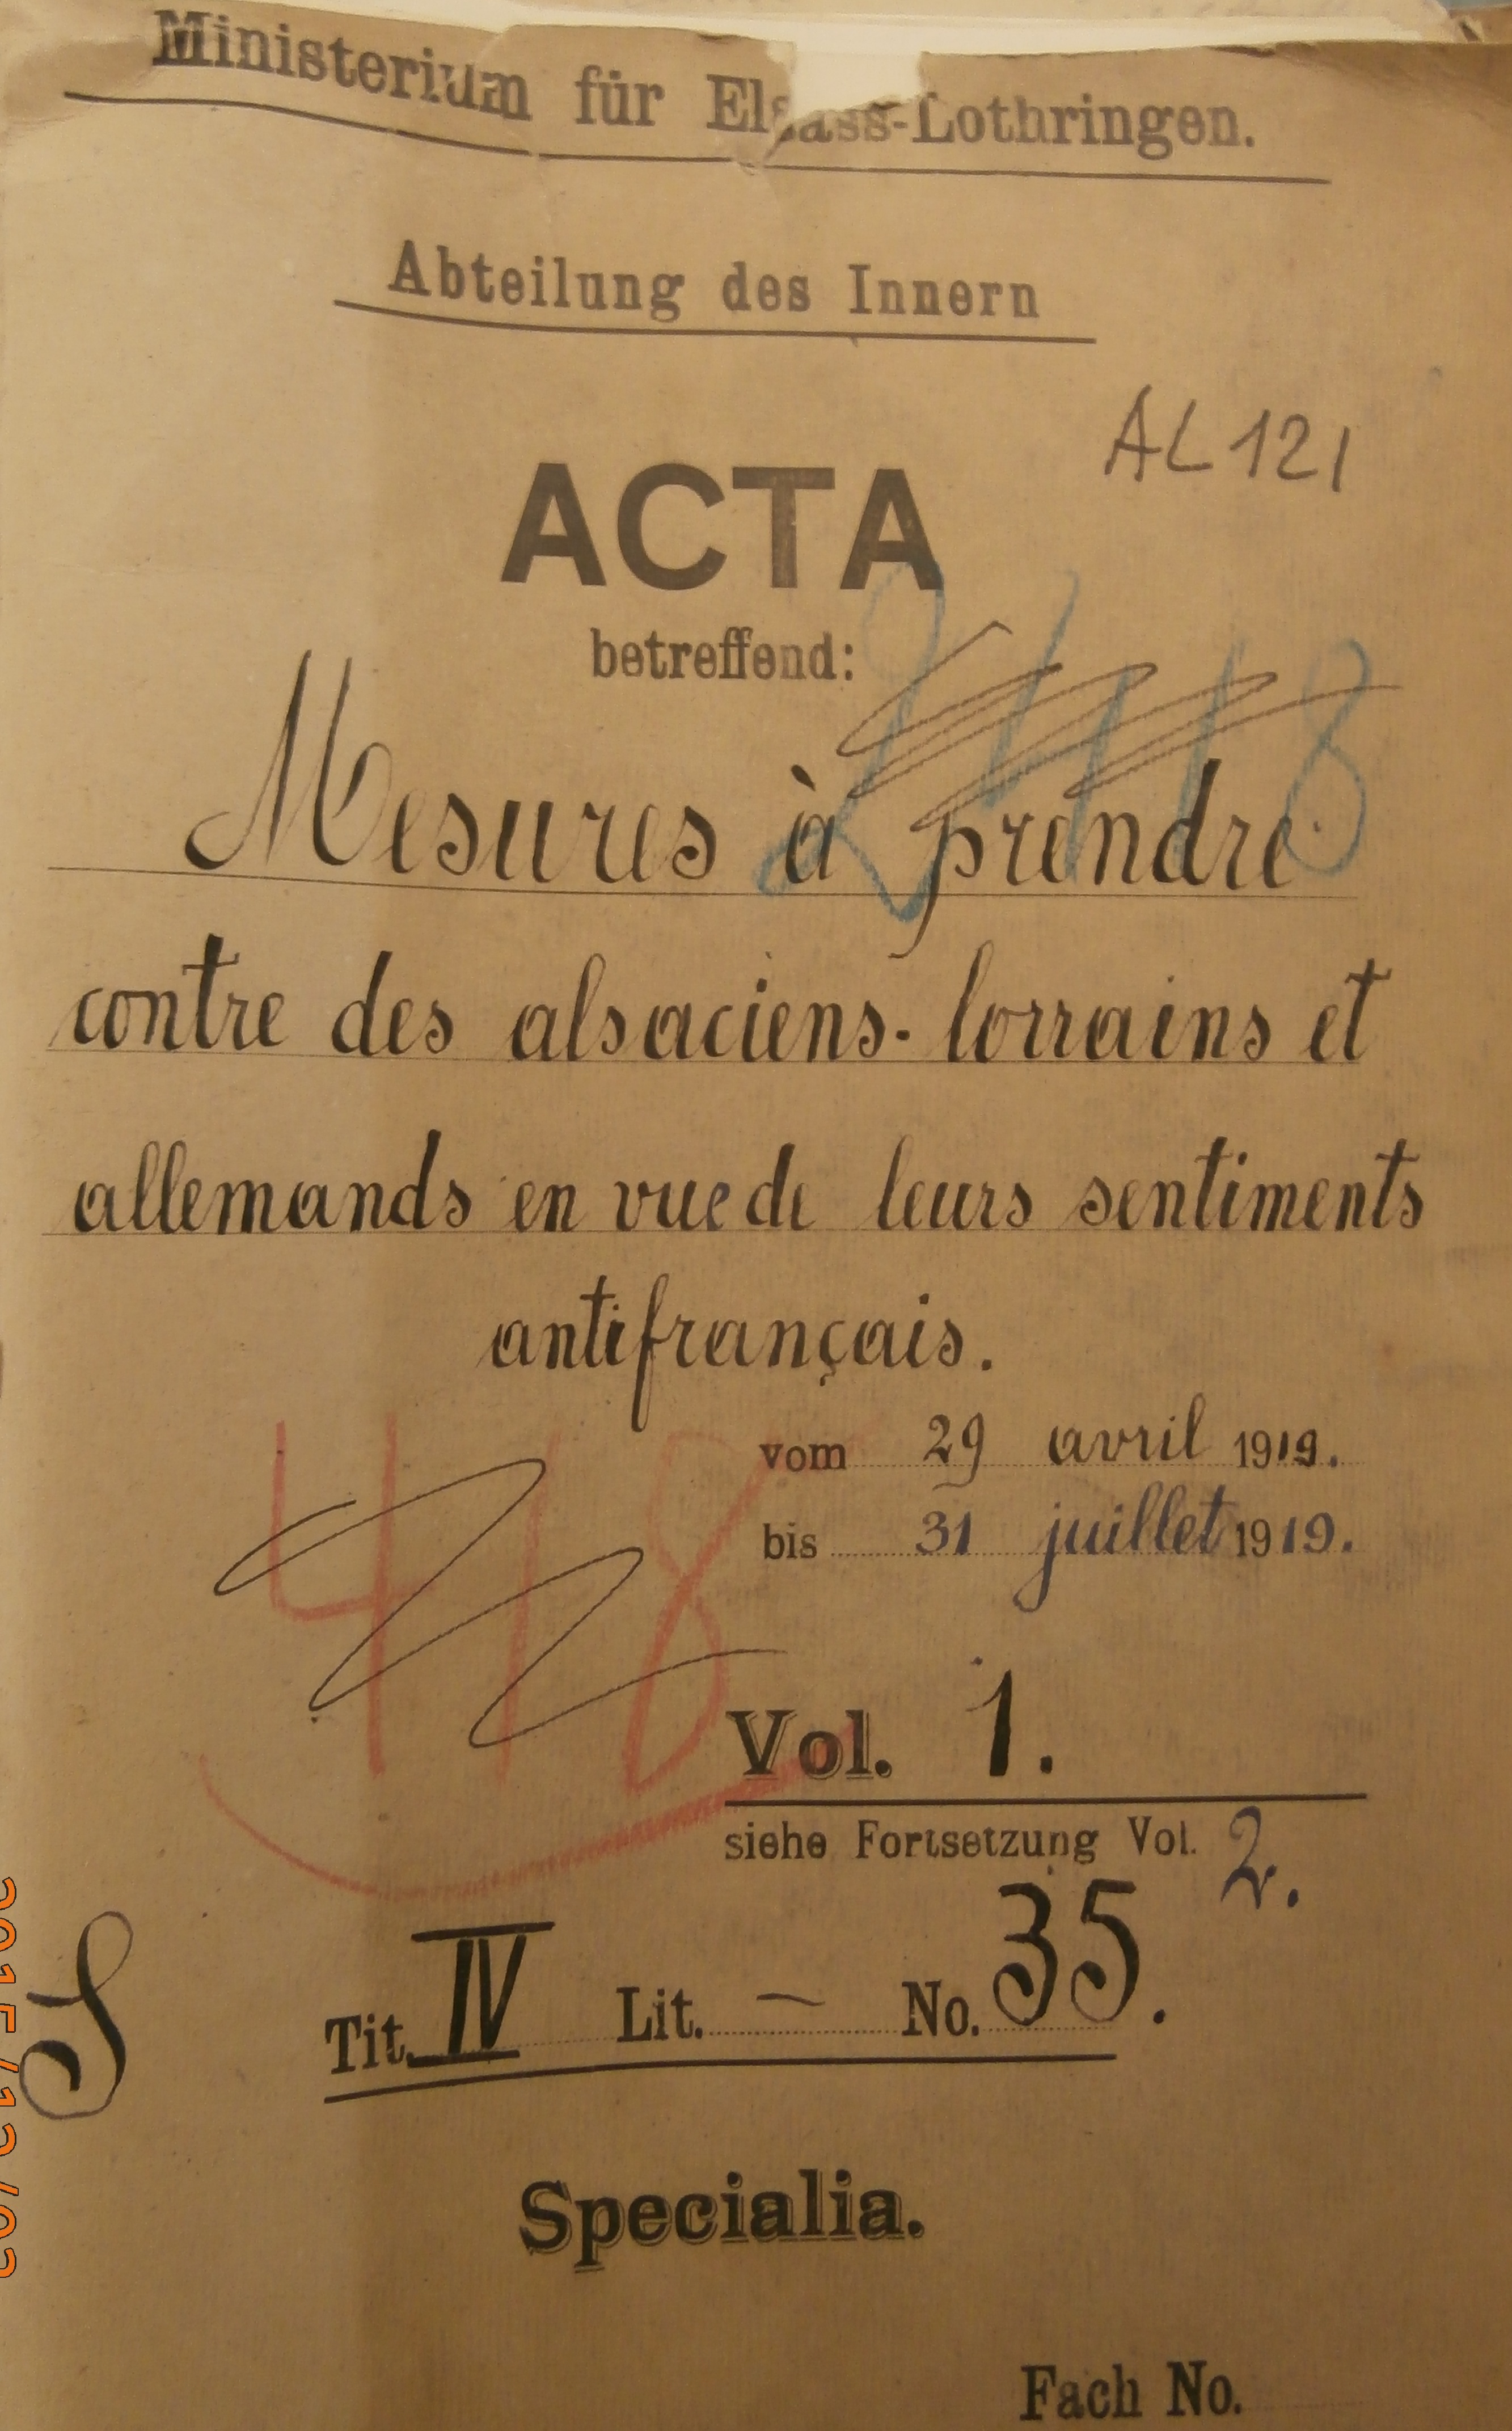 Ministerium für Elsass-Lothringen.
Abteilung des Innern
AL 121
ACTA
betreffend:
Mesures à prendre
contre des alsaciens-lorrains et
allemands en vue de leurs sentiments
antifrançais.
vom 29 avril 1919.
bis 31 juillet 1919.
418
Vol. 1.
siehe Fortsetzung Vol. 2.
Tit. IV Lit. — No. 35.
Specialia.
Fach No.